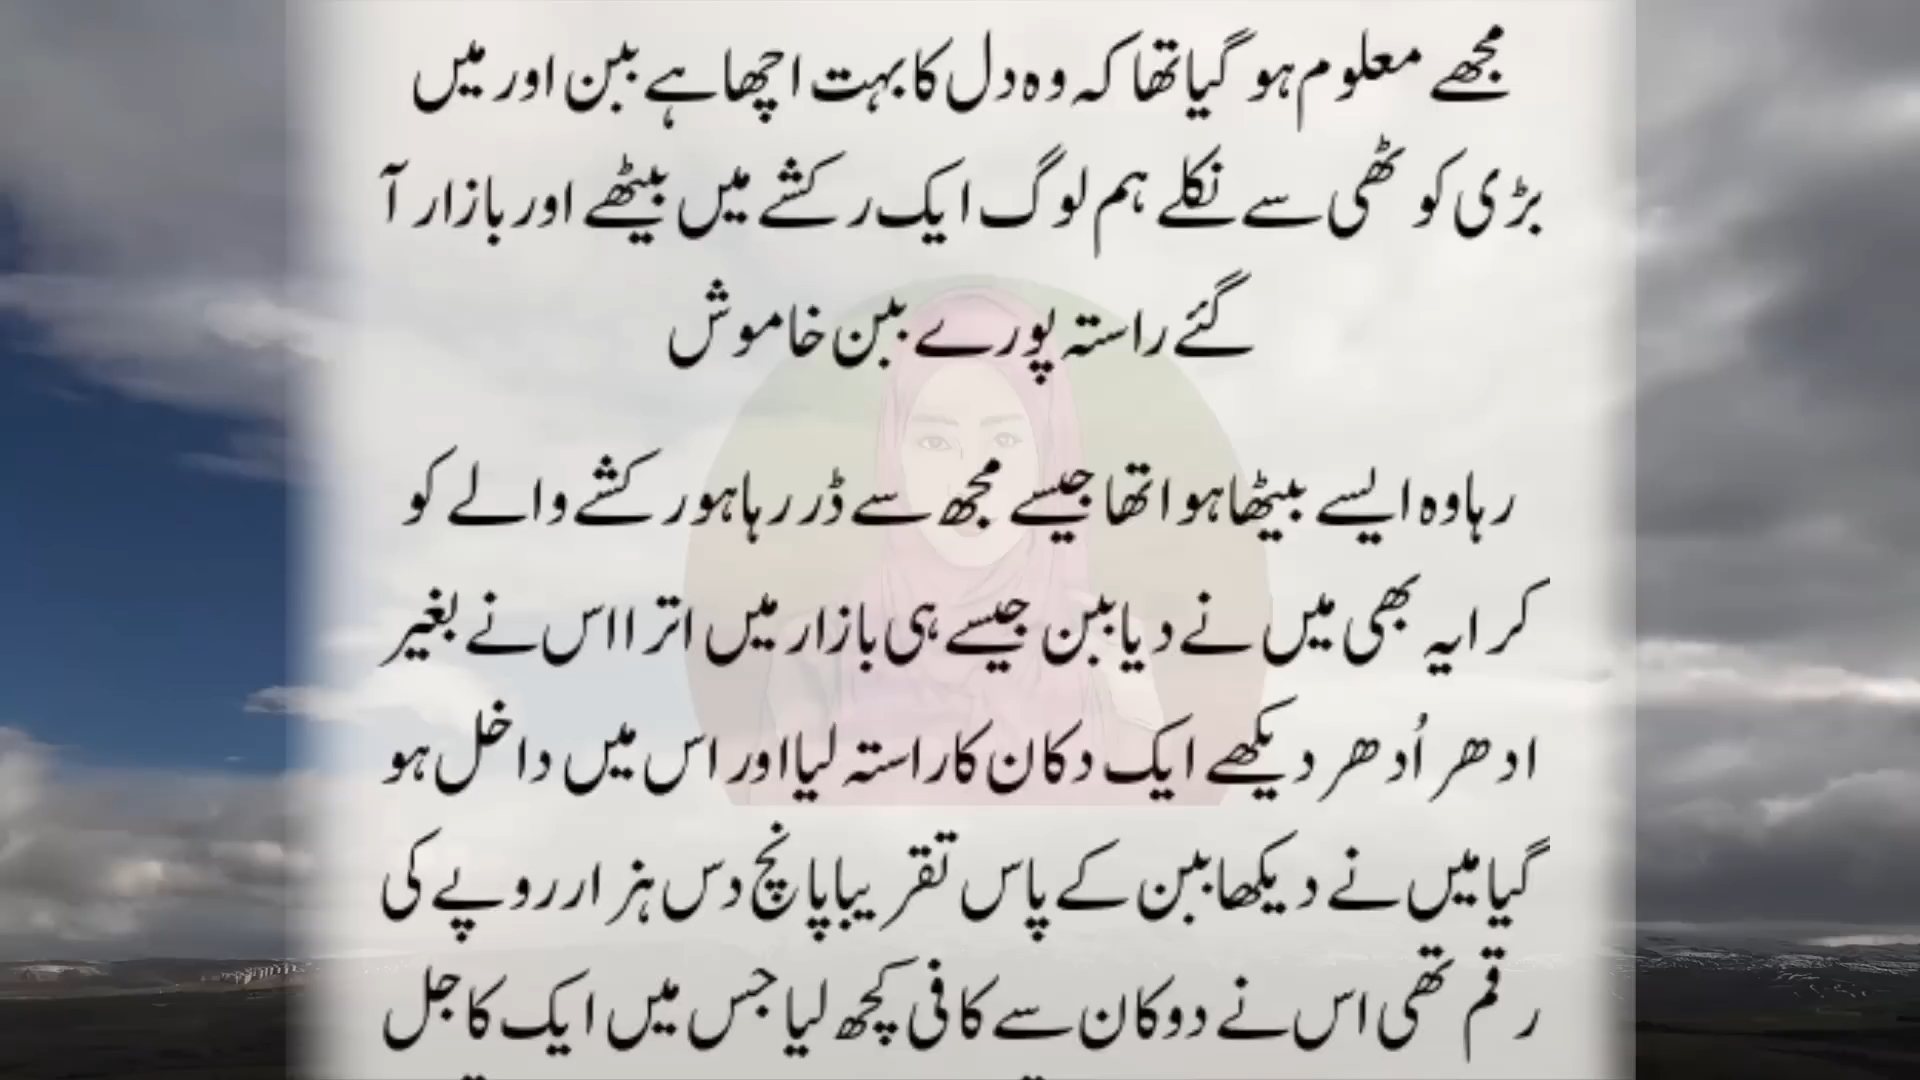 مجھے معلوم ہو گیا تھا کہ وہ دل کا بہت اچھا ہے ببن اور میں
بڑی کوٹھی سے نکلے ہم لوگ ایک رکشے میں بیٹھے اور بازار آ
گئے راستہ پورے ببن خاموش
رہا وہ ایسے بیٹھا ہوا تھا جیسے مجھ سے ڈر رہا ہو رکشے والے کو
کرایہ بھی میں نے دیا ببن جیسے ہی بازار میں اترا اس نے بغیر
ادھر اُدھر دیکھے ایک دکان کا راستہ لیا اور اس میں داخل ہو
گیا میں نے دیکھا ببن کے پاس تقریبا پانچ دس ہزار روپے کی
رقم تھی اس نے دوکان سے کافی کچھ لیا جس میں ایک کاجل